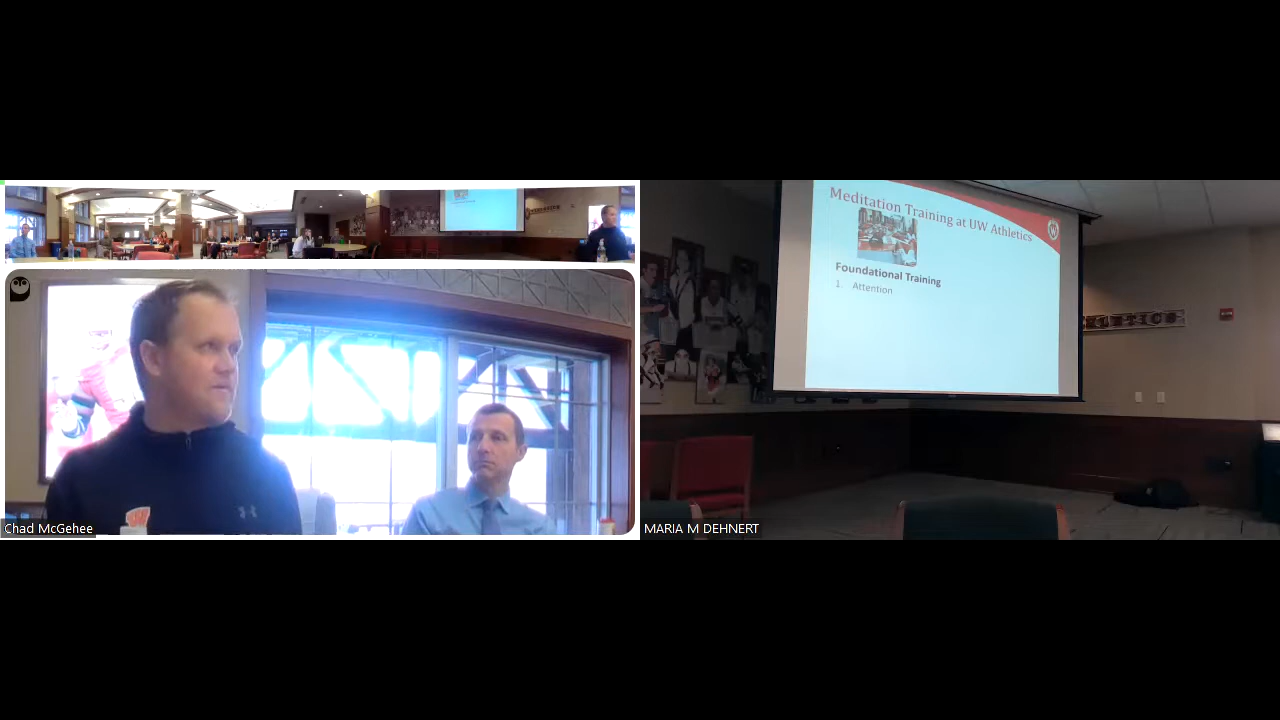 Chad McGehee
MARIA M DEHNERT
Meditation Training at UW Athletics
W
Foundational Training
1. Attention